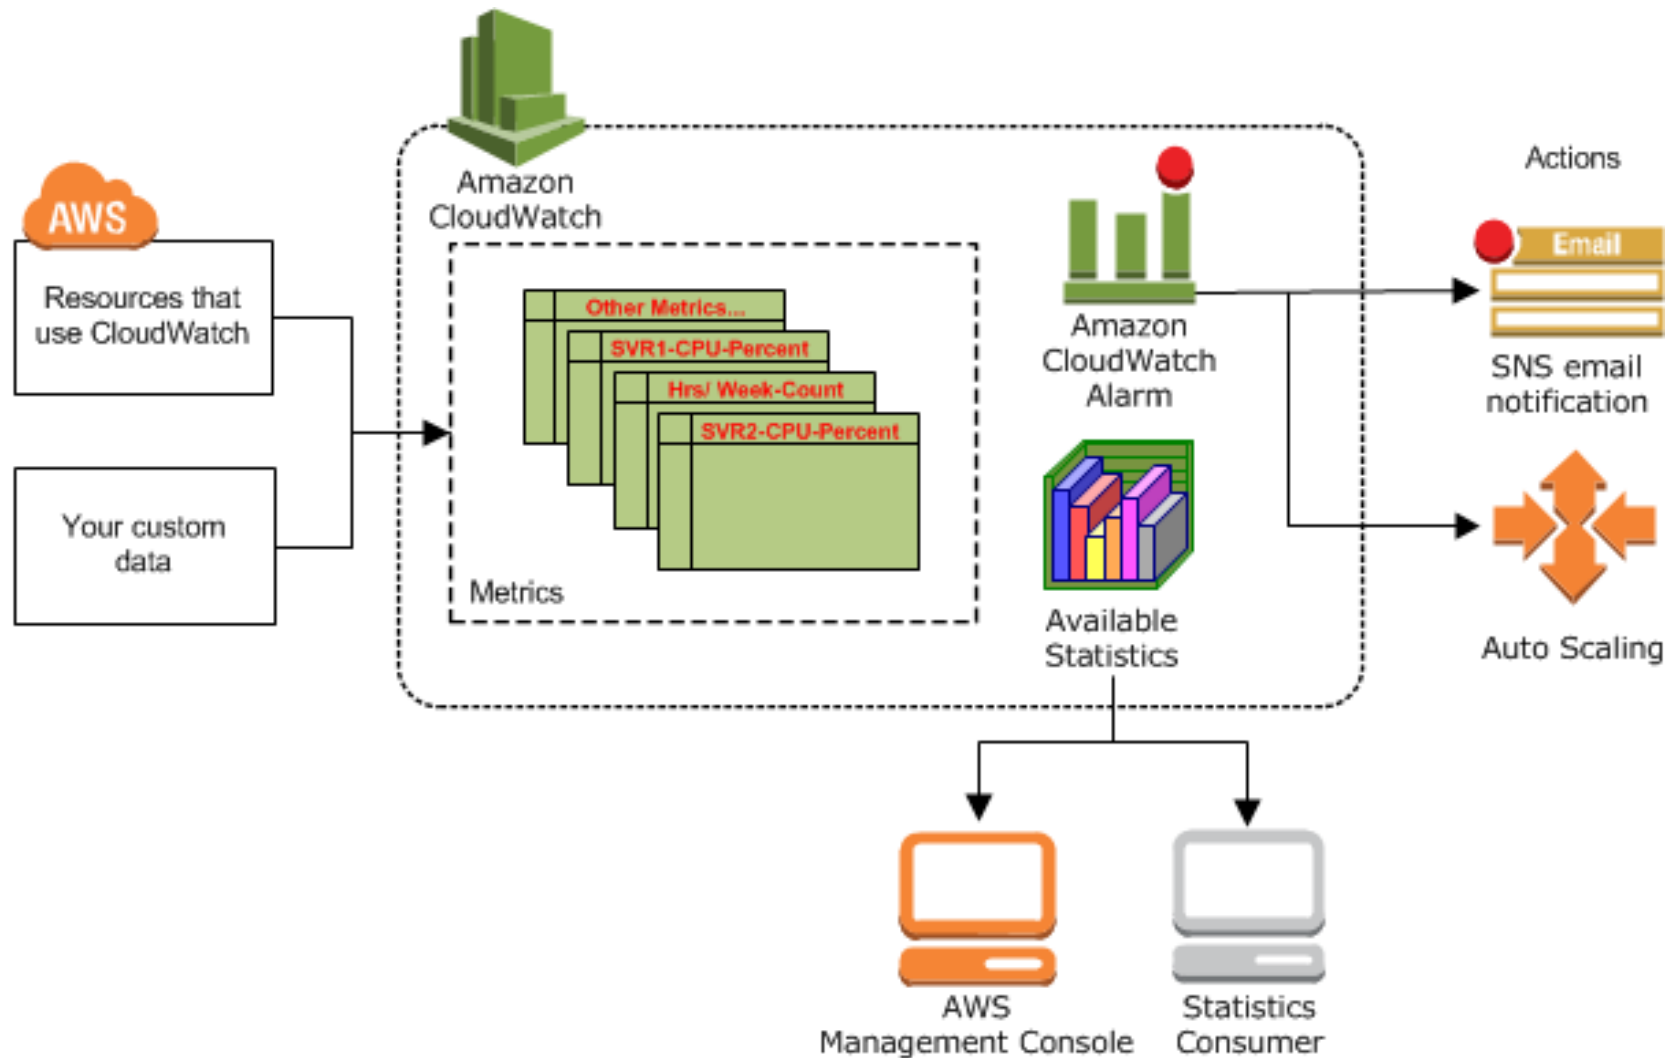 Amazon
CloudWatch
AWS
Resources that
use CloudWatch
Your custom
data
Other Metrics...
SVR1-CPU-Percent
Hrs/ Week-Count
SVR2-CPU-Percent
Metrics
Amazon
CloudWatch
Alarm
Available
Statistics
Actions
Email
SNS email
notification
Auto Scaling
AWS
Management Console
Statistics
Consumer